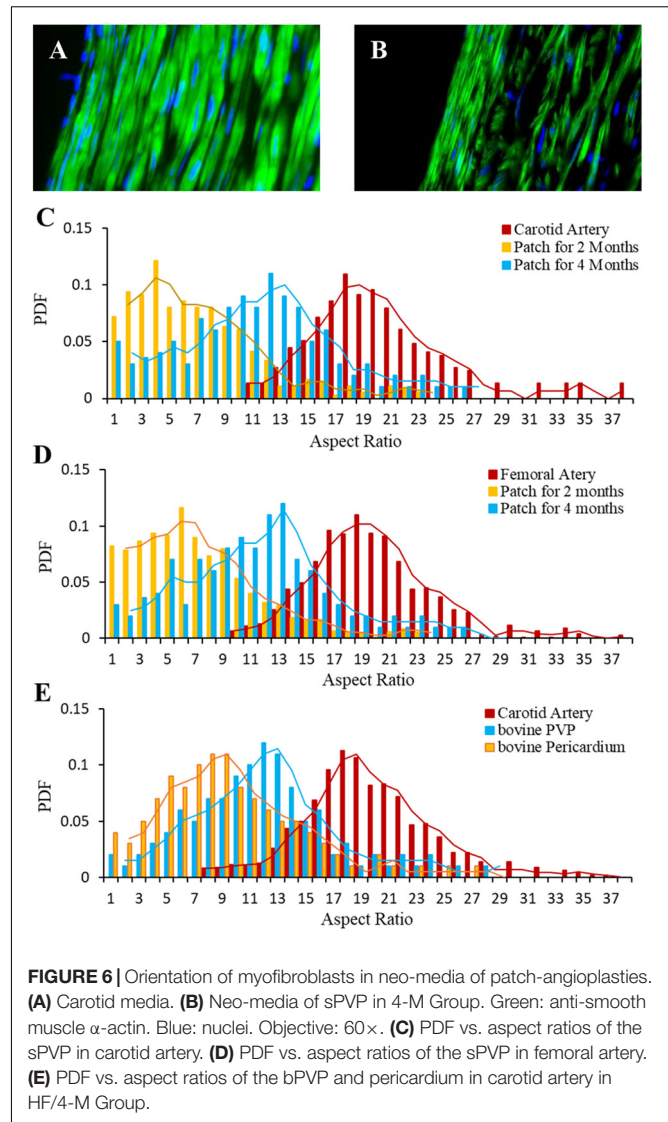 A
B
C
0.15
0.1
0.05
0
PDF
Carotid Artery
Patch for 2 Months
Patch for 4 Months
1 3 5 7 9 11 13 15 17 19 21 23 25 27 29 31 33 35 37
Aspect Ratio
D
0.15
0.1
0.05
0
PDF
Femoral Atery
Patch for 2 months
Patch for 4 months
1 3 5 7 9 11 13 15 17 19 21 23 25 27 29 31 33 35 37
Aspect Ratio
E
0.15
0.1
0.05
0
PDF
Carotid Artery
bovine PVP
bovine Pericardium
1 3 5 7 9 11 13 15 17 19 21 23 25 27 29 31 33 35 37
Aspect Ratio
FIGURE 6 | Orientation of myofibroblasts in neo-media of patch-angioplasties.
(A) Carotid media. (B) Neo-media of sPVP in 4-M Group. Green: anti-smooth
muscle α-actin. Blue: nuclei. Objective: 60×. (C) PDF vs. aspect ratios of the
sPVP in carotid artery. (D) PDF vs. aspect ratios of the sPVP in femoral artery.
(E) PDF vs. aspect ratios of the bPVP and pericardium in carotid artery in
HF/4-M Group.